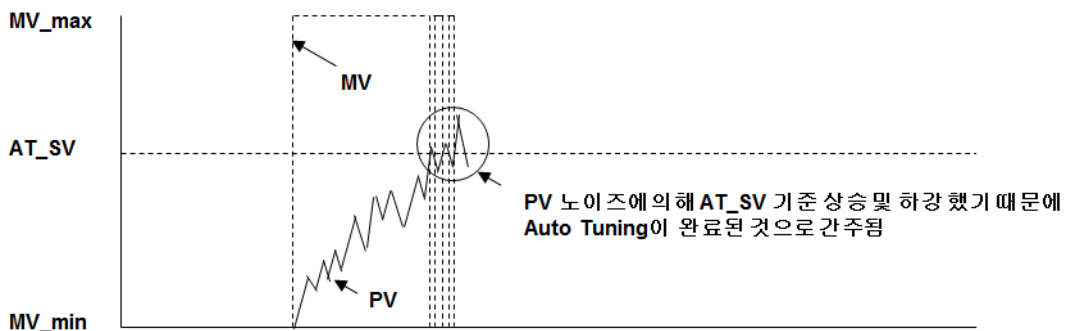 MV_max
MV
AT_SV
PV 노이즈에의해 AT_SV 기준 상승및 하강했기때문에
Auto Tuning이 완료된 것으로간주됨
PV
MV_min